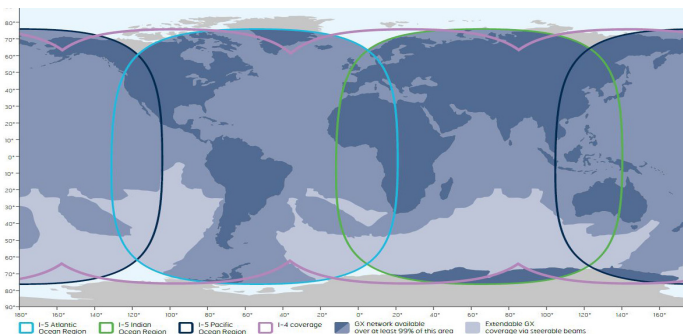 80°
70°
60°
50°
40°
30°
20°
10°
0°
10°
20°
30°
40°
50°
60°
70°
80°
90°
180° 160° 140° 120° 100° 80° 60° 40° 20° 0° 20° 40° 60° 80° 100° 120° 140° 160°
I-5 Atlantic
Ocean Region
I-5 Indian
Ocean Region
I-5 Pacific
Ocean Region
I-4 coverage
GX network available
over at least 99% of this area
Extendable GX
coverage via steerable beams